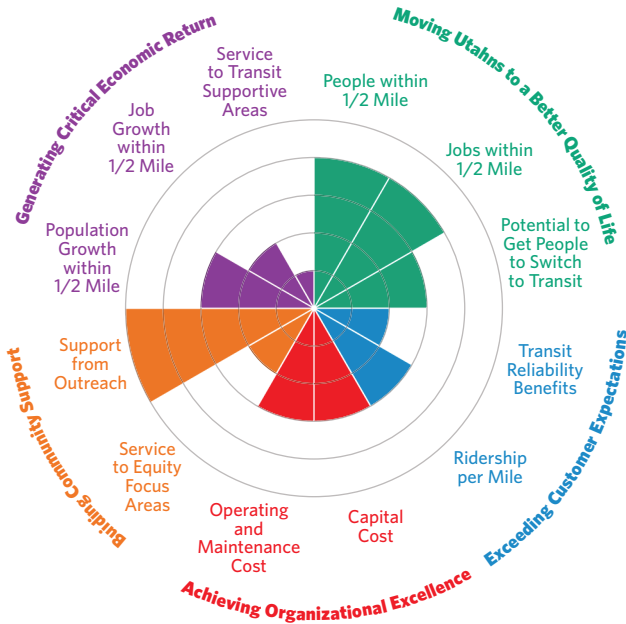 Moving Utahns to a Better Quality of Life
People within
1/2 Mile
Jobs within
1/2 Mile
Potential to
Get People
to Switch
to Transit
Exceeding Customer Expectations
Transit
Reliability
Benefits
Ridership
per Mile
Achieving Organizational Excellence
Capital
Cost
Operating
and
Maintenance
Cost
Buiding Community Support
Service
to Equity
Focus
Areas
Support
from
Outreach
Generating Critical Economic Return
Population
Growth
within
1/2 Mile
Job
Growth
within
1/2 Mile
Service
to Transit
Supportive
Areas